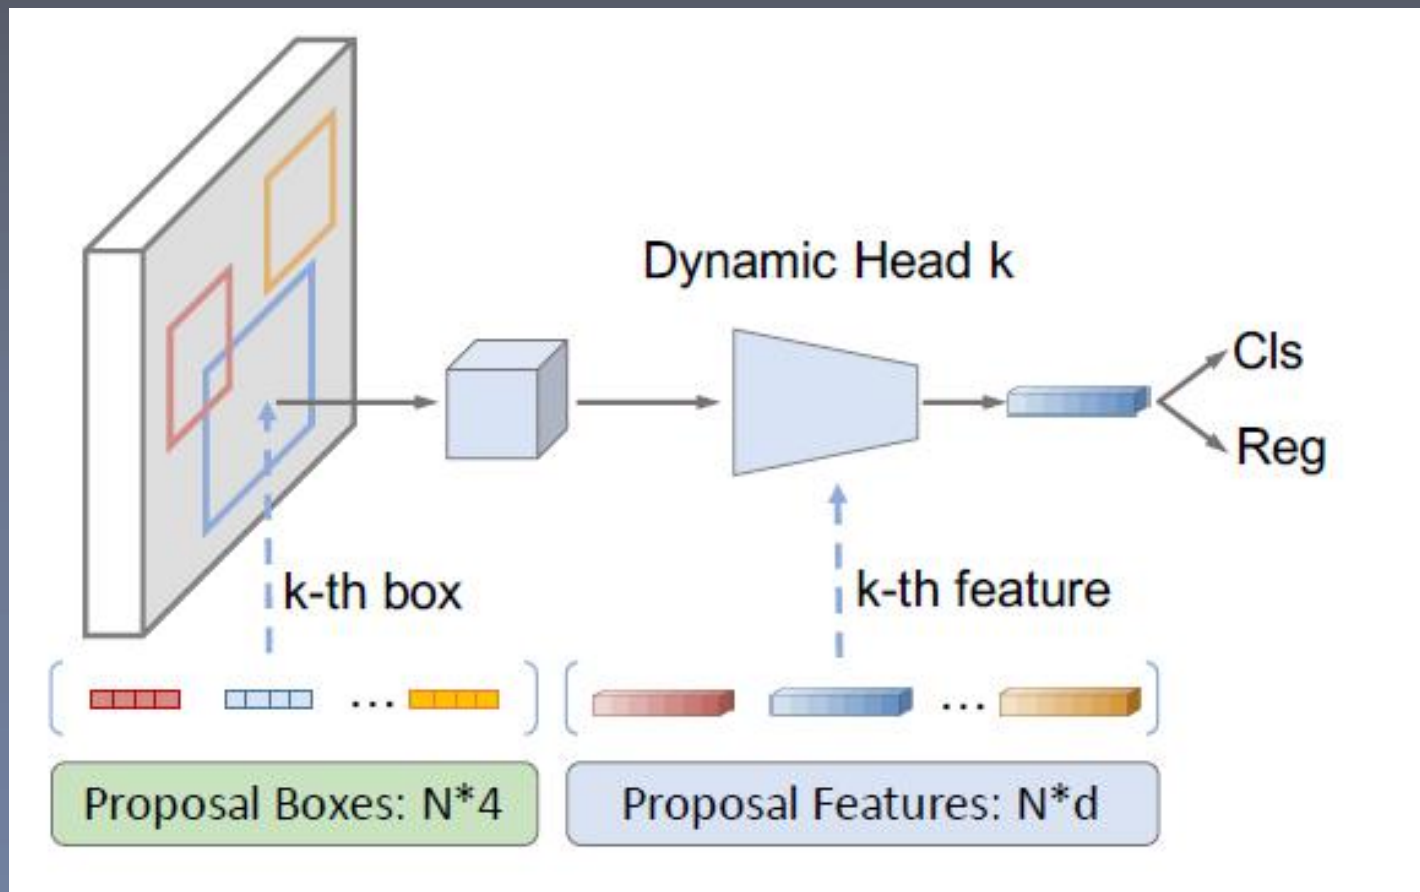 Dynamic Head k
Cls
Reg
k-th box
k-th feature
...
...
Proposal Boxes: N*4
Proposal Features: N*d